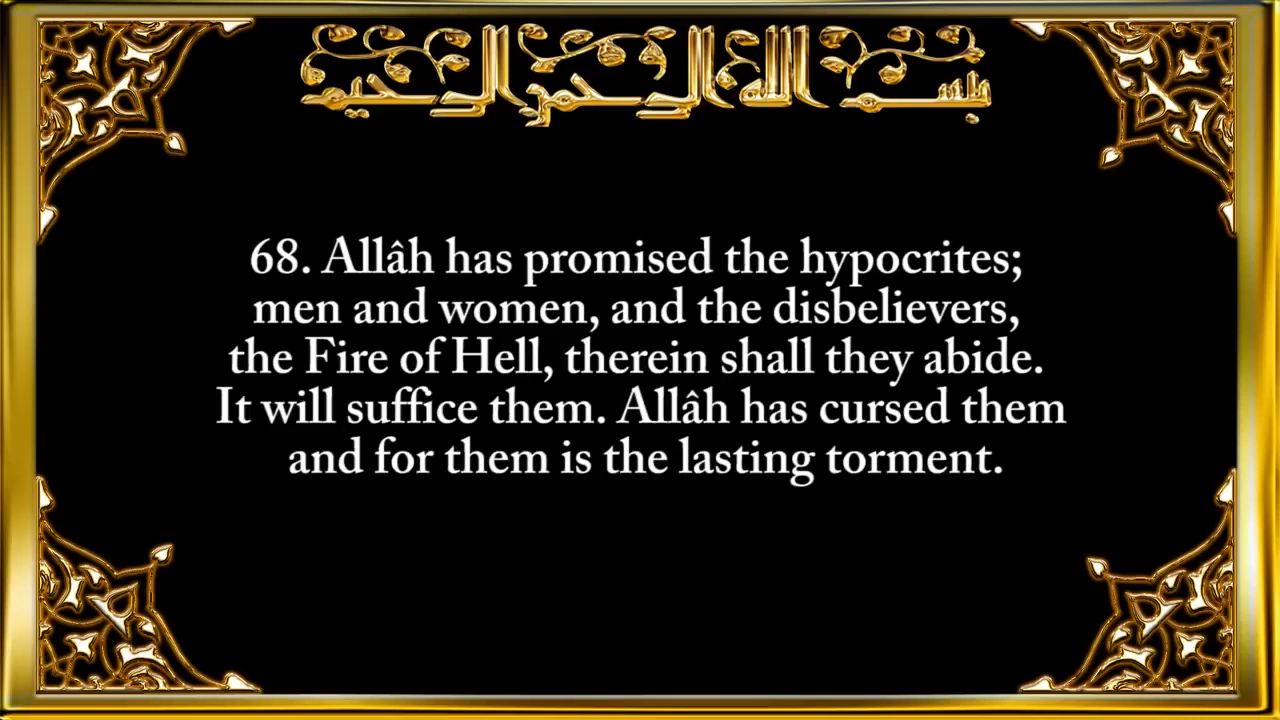 بسم الله الرحمن الرحيم
68. Allâh has promised the hypocrites;
men and women, and the disbelievers,
the Fire of Hell, therein shall they abide.
It will suffice them. Allâh has cursed them
and for them is the lasting torment.